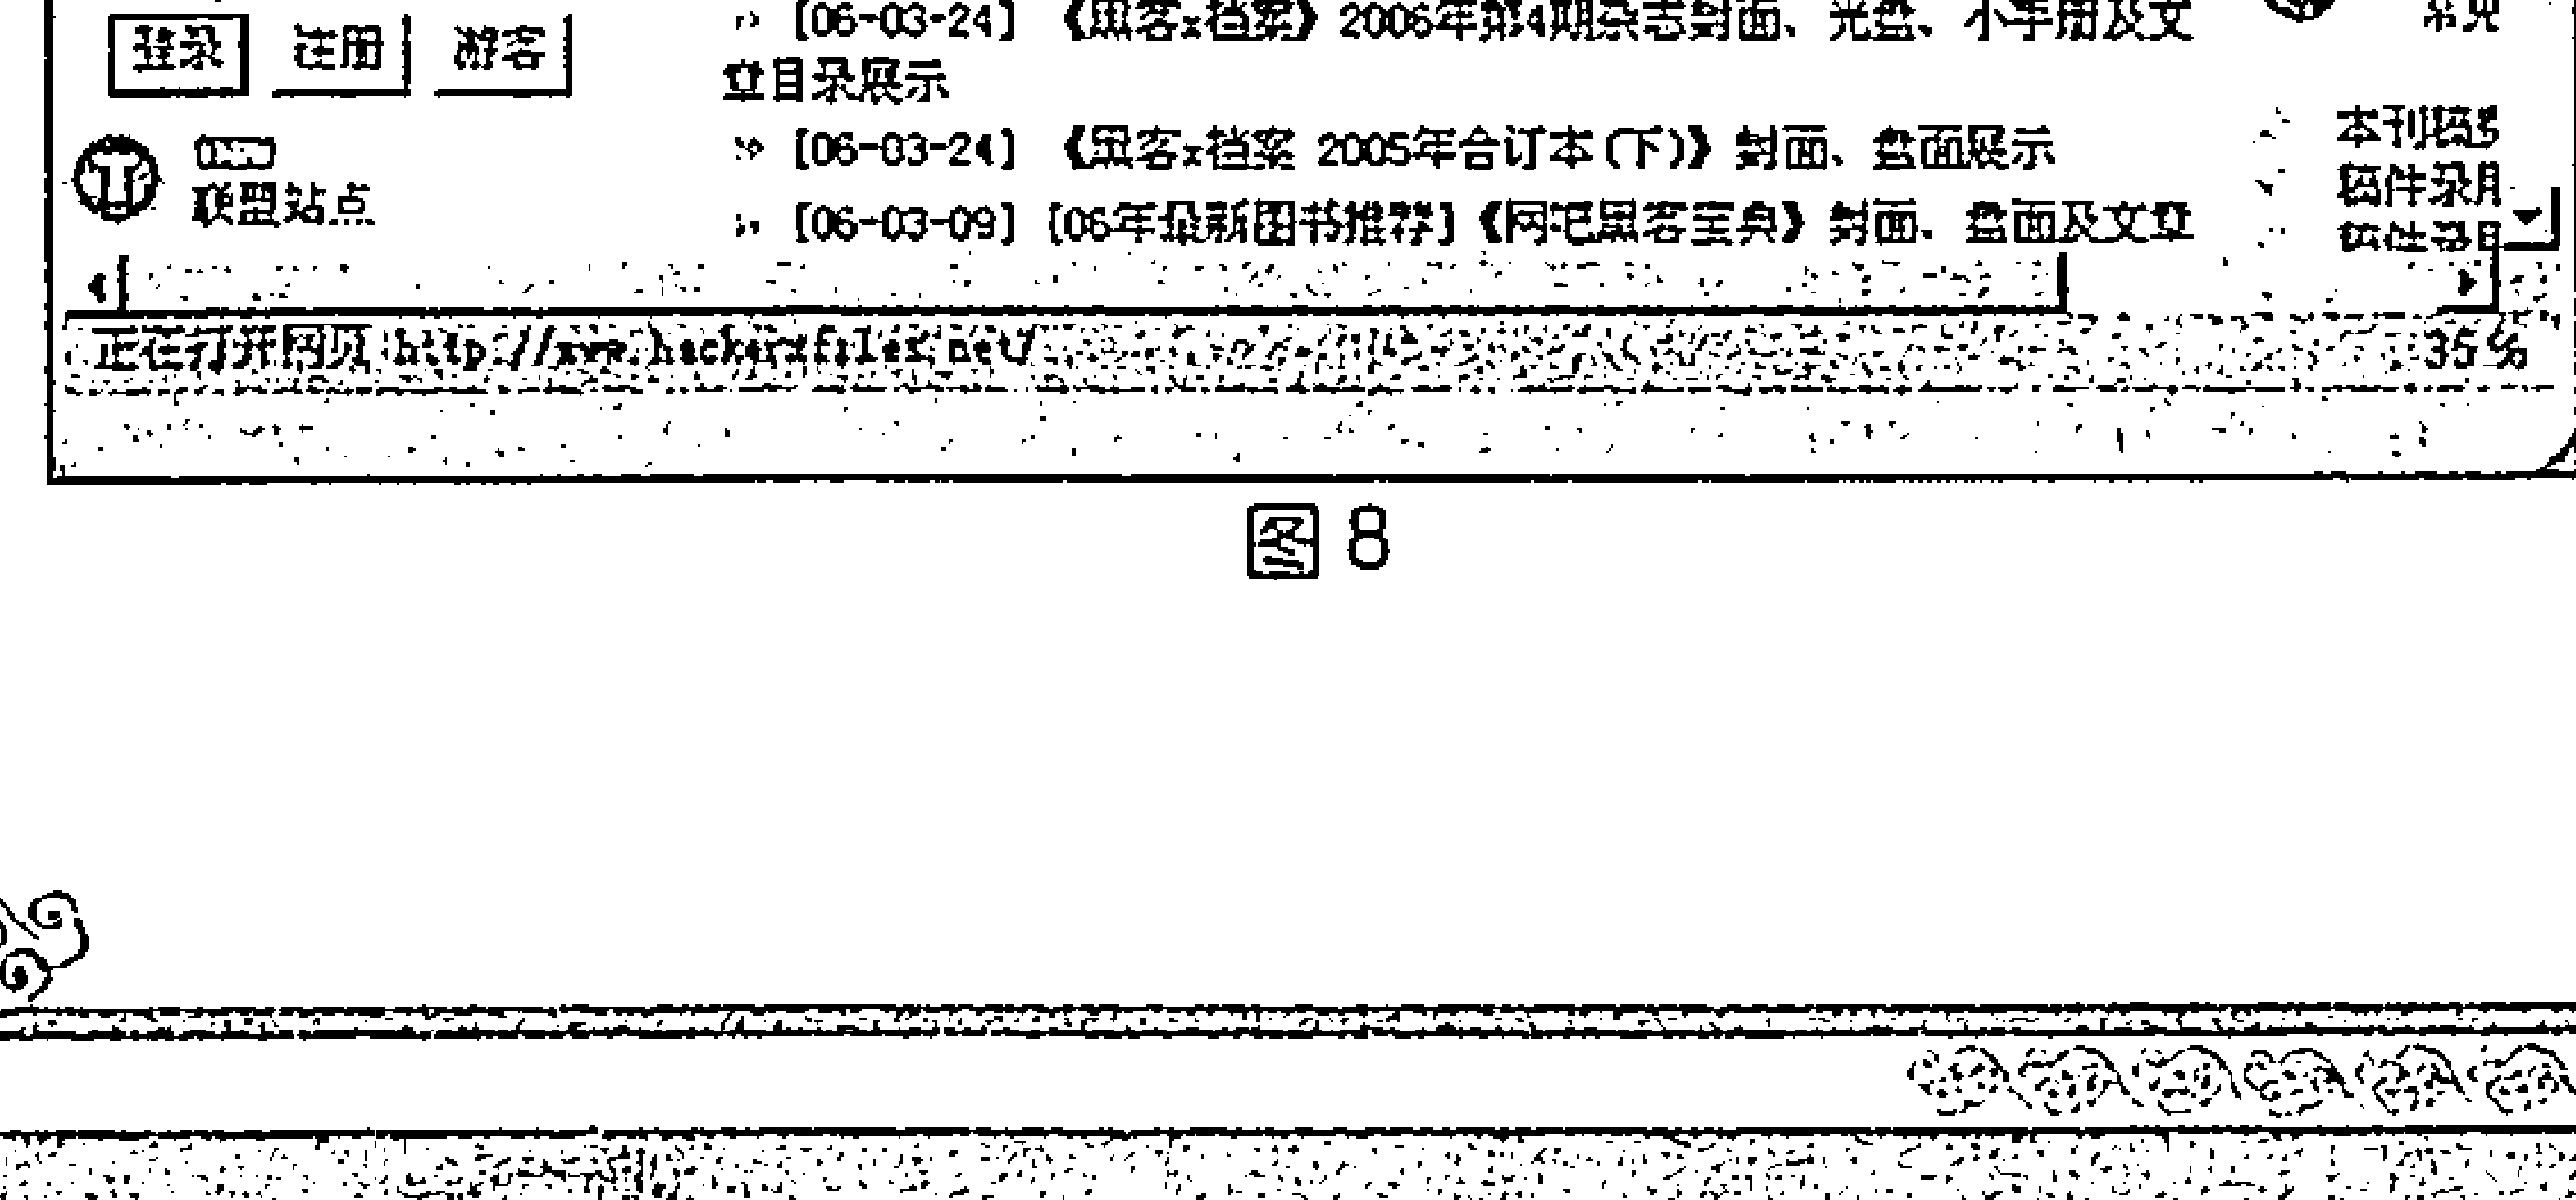 登录 注册 游客
» [06-03-24] 《黑客x档案》2006年第4期杂志封面、光盘、小手册及文
章目录展示
» [06-03-24] 《黑客x档案 2005年合订本(下)》封面、盘面展示
» [06-03-09] [06年最新图书推荐]《网吧黑客宝典》封面、盘面及文章
联盟站点
常见
本刊
稿件录用
正在打开网页 http://www.hackerxfiles.net/
35%
图 8